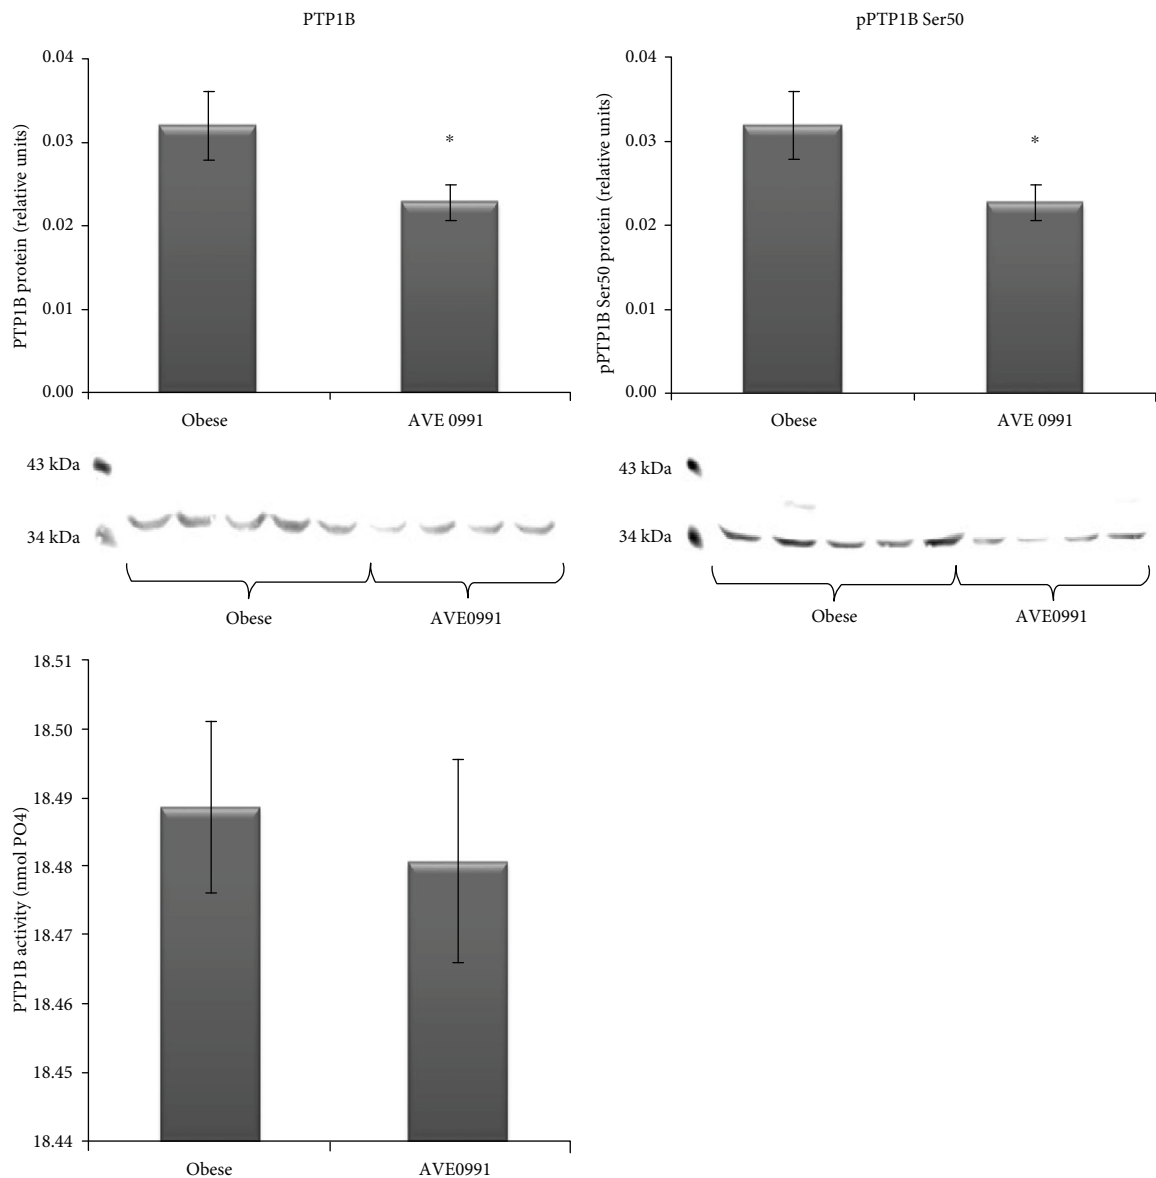 PTP1B
PTP1B protein (relative units)
0.04
0.03
0.02
0.01
0.00
*
Obese
AVE 0991
43 kDa
34 kDa
Obese
AVE0991
pPTP1B Ser50
pPTP1B Ser50 protein (relative units)
0.04
0.03
0.02
0.01
0.00
*
Obese
AVE 0991
43 kDa
34 kDa
Obese
AVE0991
PTP1B activity (nmol PO4)
18.51
18.50
18.49
18.48
18.47
18.46
18.45
18.44
Obese
AVE0991